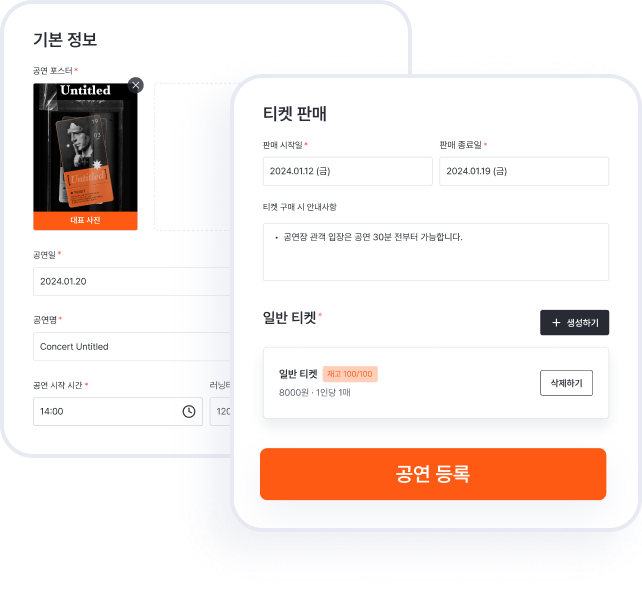 기본 정보
공연 포스터 *
Untitled
Untitled
대표 사진
공연일 *
2024.01.20
공연명 *
Concert Untitled
공연 시작 시간 *
14:00
120
티켓 판매
판매 시작일 *
판매 종료일 *
2024.01.12 (금)
2024.01.19 (금)
티켓 구매 시 안내사항
• 공연장 관객 입장은 공연 30분 전부터 가능합니다.
일반 티켓 *
+ 생성하기
일반 티켓 재고 100/100
8000원 · 1인당 1매
삭제하기
공연 등록